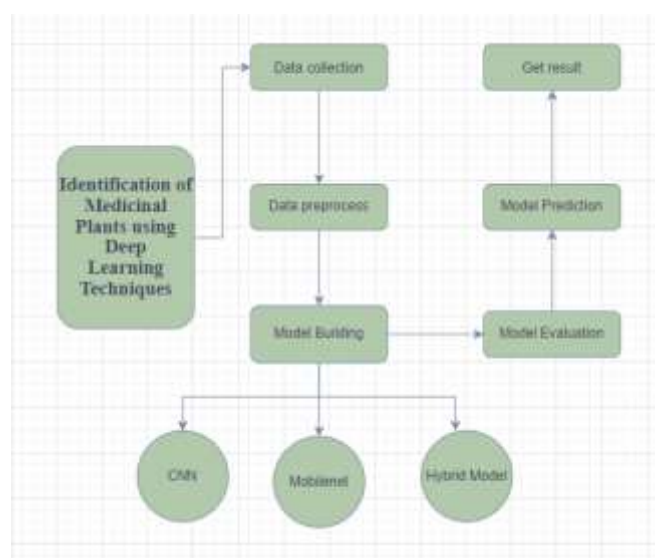 Data collection
Get result
Identification of
Medicinal
Plants using
Deep
Learning
Techniques
Data preprocess
Model Prediction
Model Building
Model Evaluation
CNN
Mobilenet
Hybrid Model